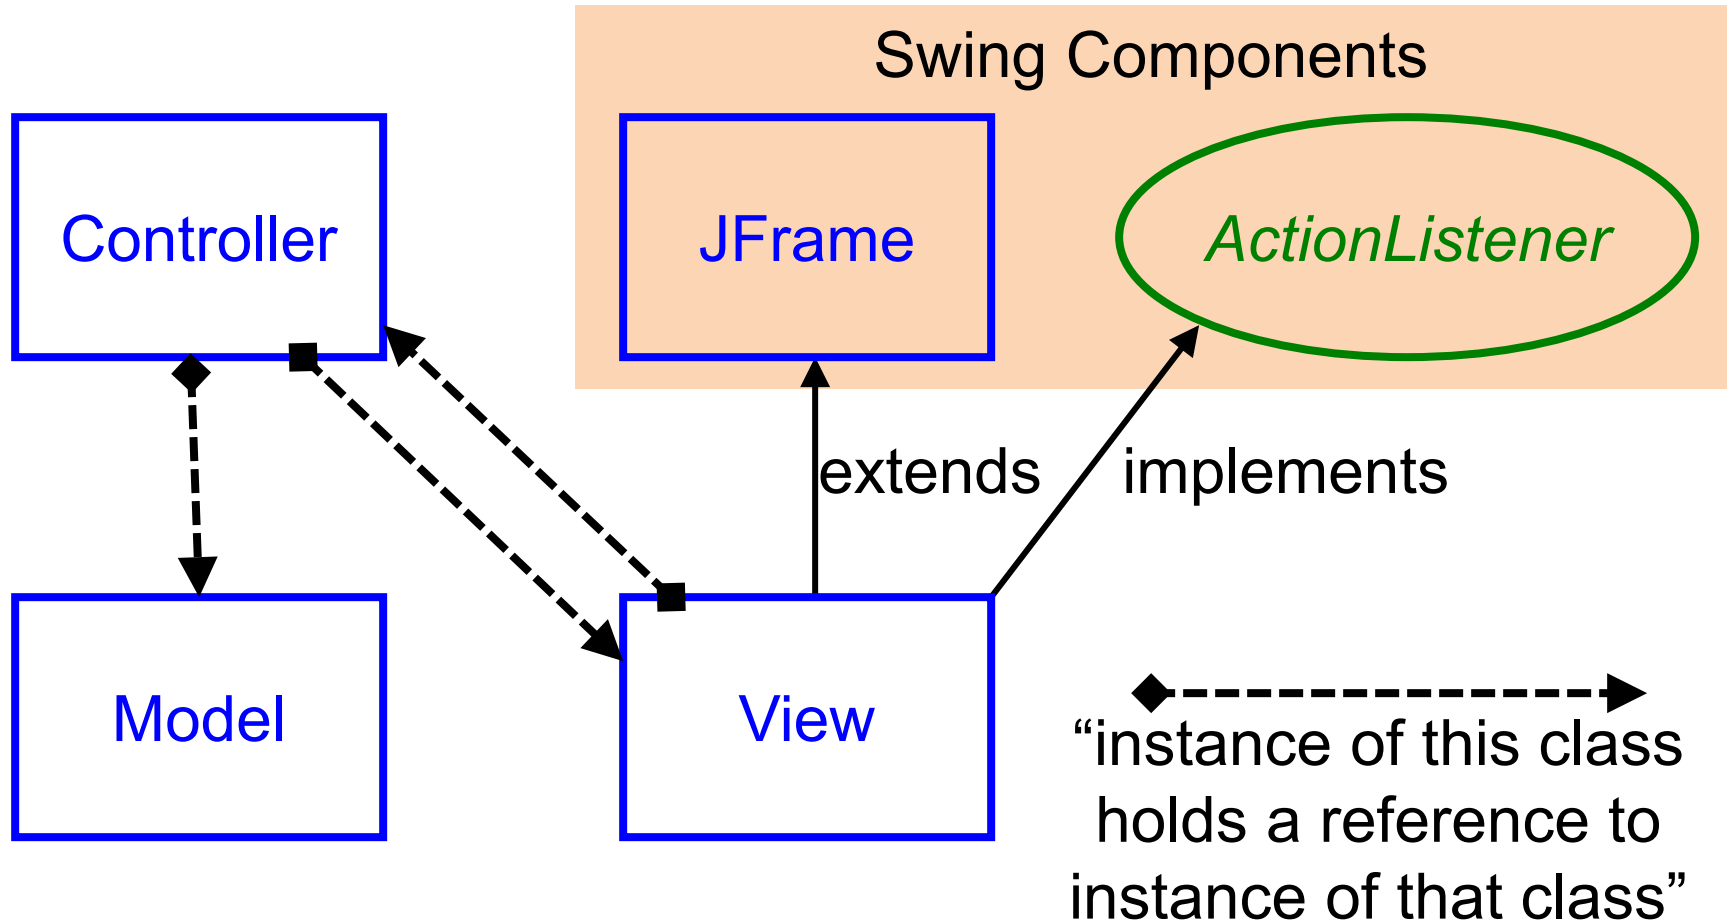 Swing Components
Controller
JFrame
ActionListener
extends
implements
Model
View
“instance of this class
holds a reference to
instance of that class”